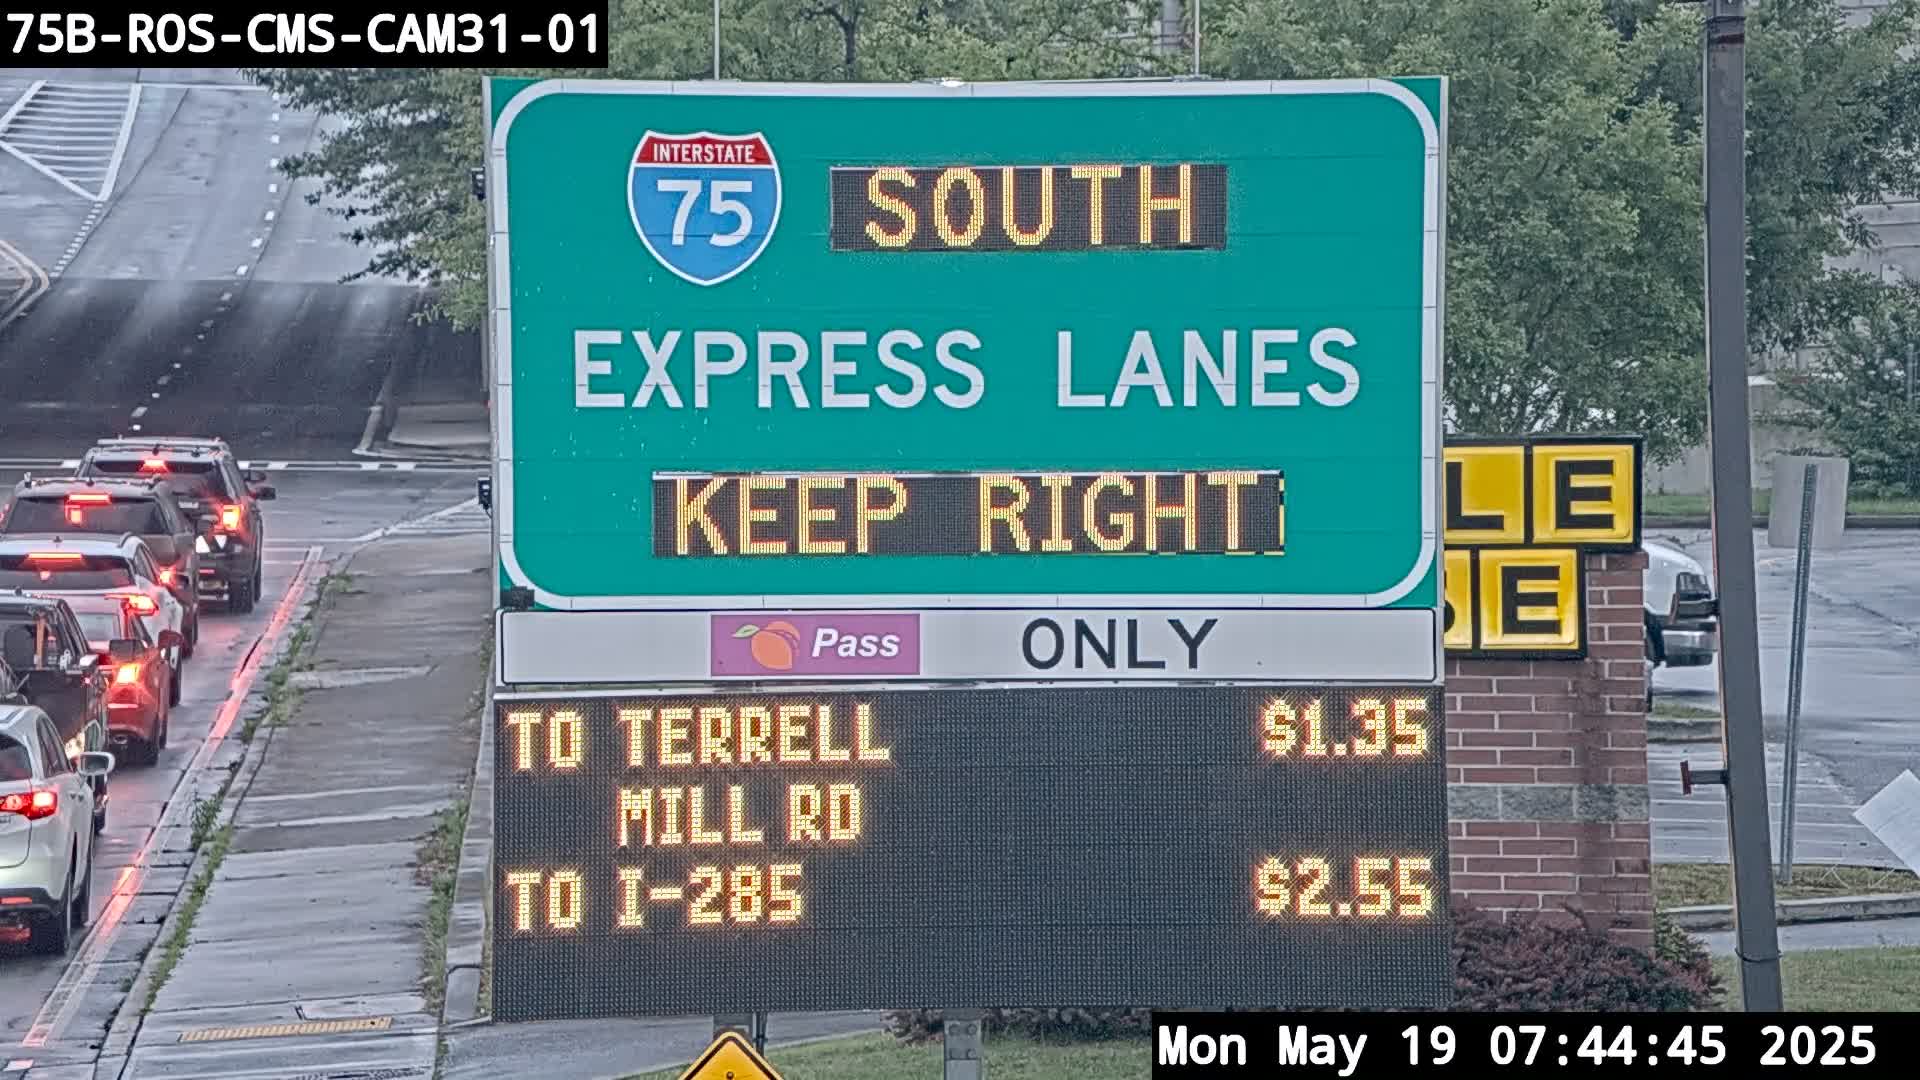 75B-ROS-CMS-CAM31-01
INTERSTATE
75 SOUTH
EXPRESS LANES
KEEP RIGHT
Pass ONLY
TO TERRELL $1.35
MILL RD
TO I-285 $2.55
LE
E
Mon May 19 07:44:45 2025